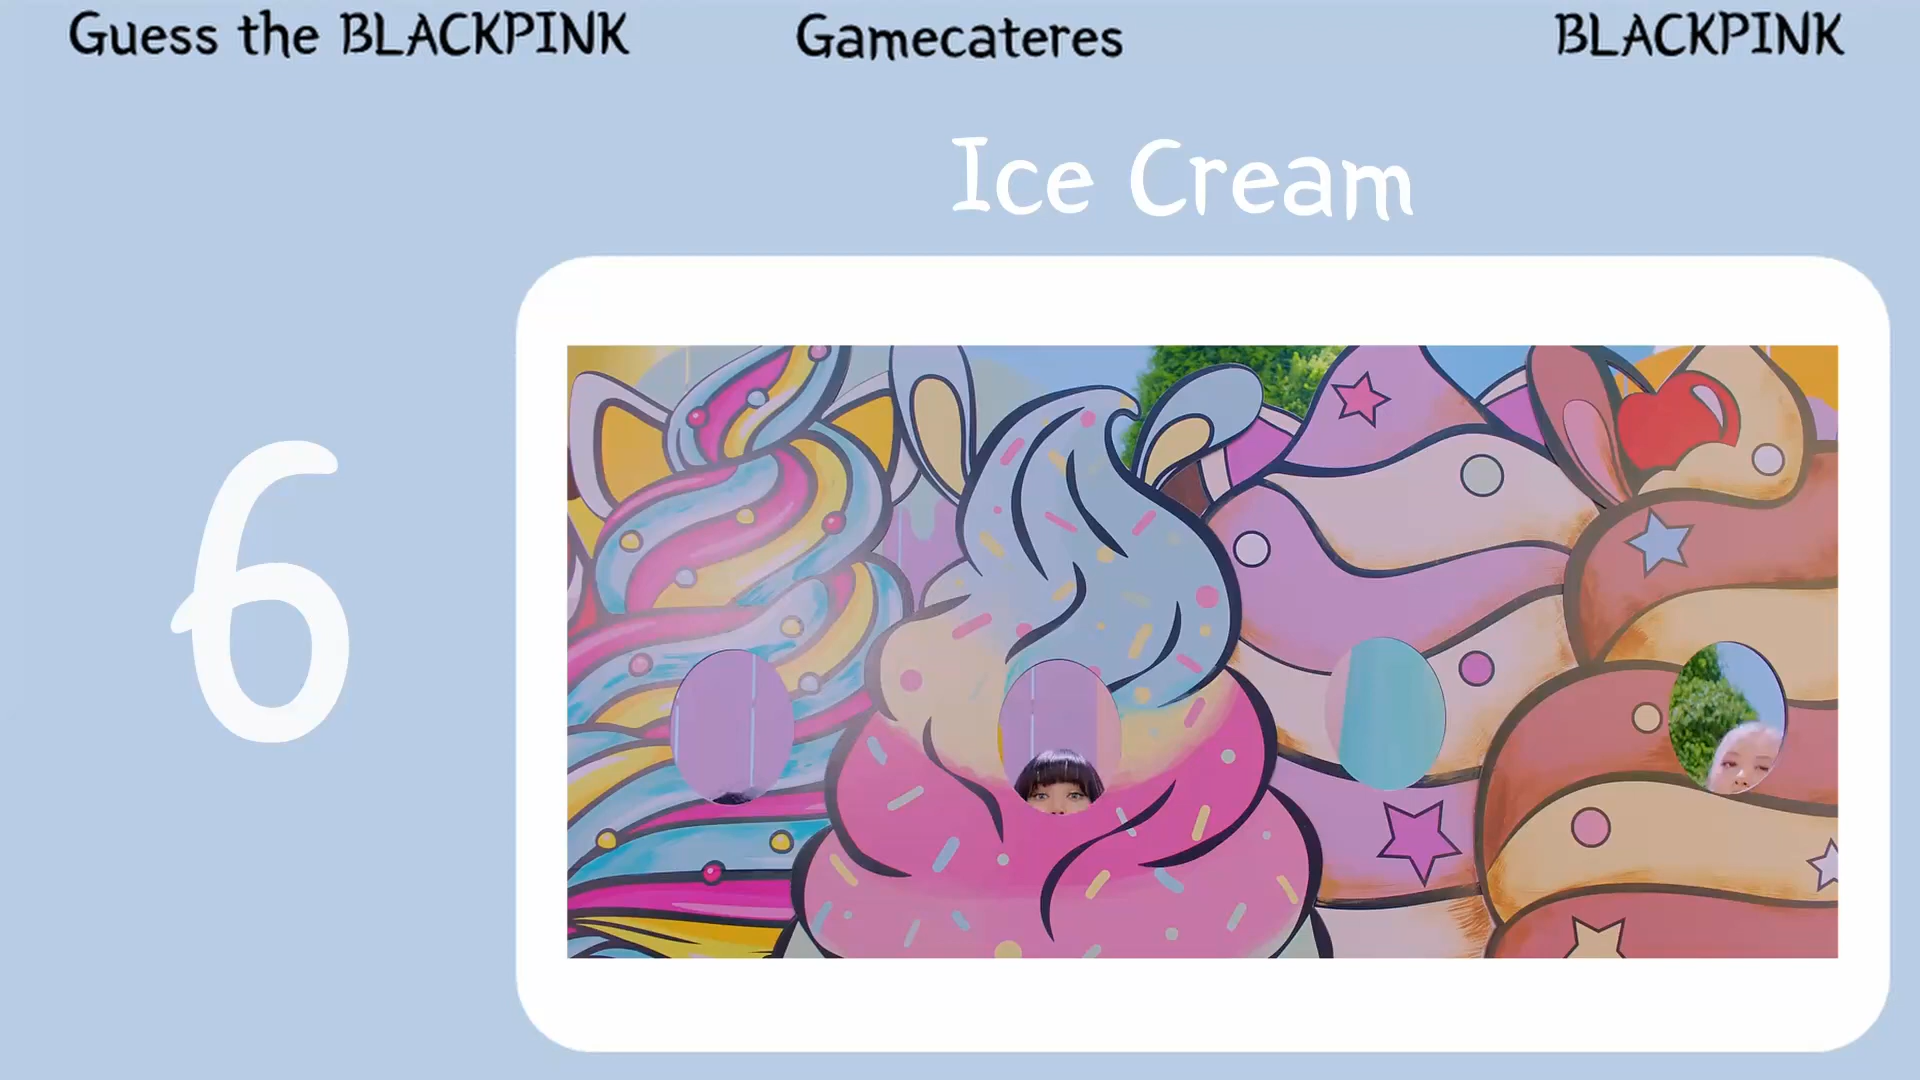 Guess the BLACKPINK
Gamecateres
BLACKPINK
Ice Cream
6